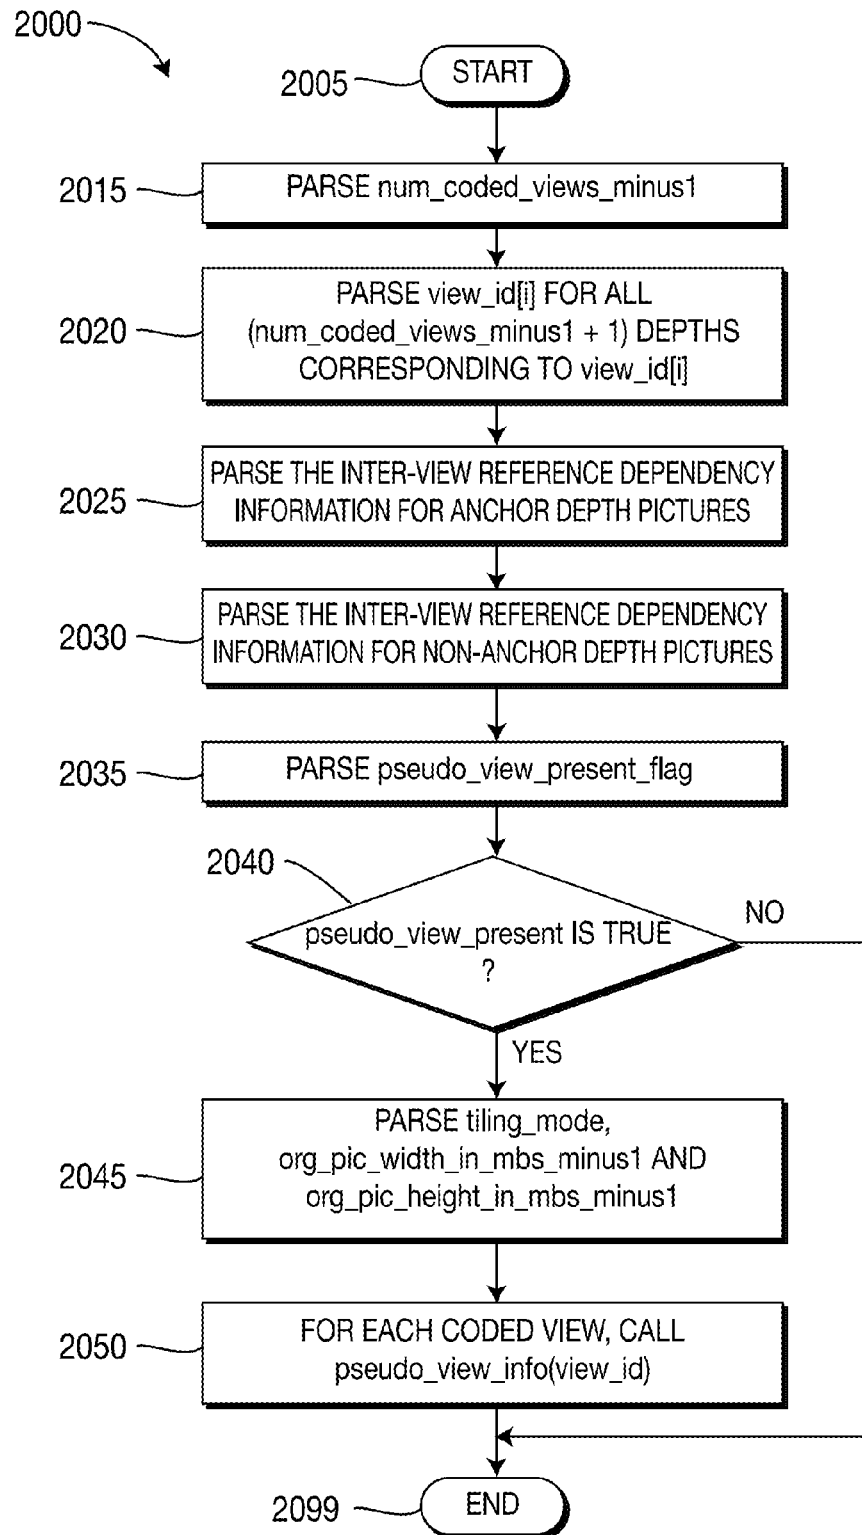 2000
START
2005
PARSE num_coded_views_minus1
2015
PARSE view_id[i] FOR ALL
(num_coded_views_minus1 + 1) DEPTHS
CORRESPONDING TO view_id[i]
2020
PARSE THE INTER-VIEW REFERENCE DEPENDENCY
INFORMATION FOR ANCHOR DEPTH PICTURES
2025
PARSE THE INTER-VIEW REFERENCE DEPENDENCY
INFORMATION FOR NON-ANCHOR DEPTH PICTURES
2030
PARSE pseudo_view_present_flag
2035
2040
pseudo_view_present IS TRUE
?
NO
YES
PARSE tiling_mode,
org_pic_width_in_mbs_minus1 AND
org_pic_height_in_mbs_minus1
2045
FOR EACH CODED VIEW, CALL
pseudo_view_info(view_id)
2050
END
2099